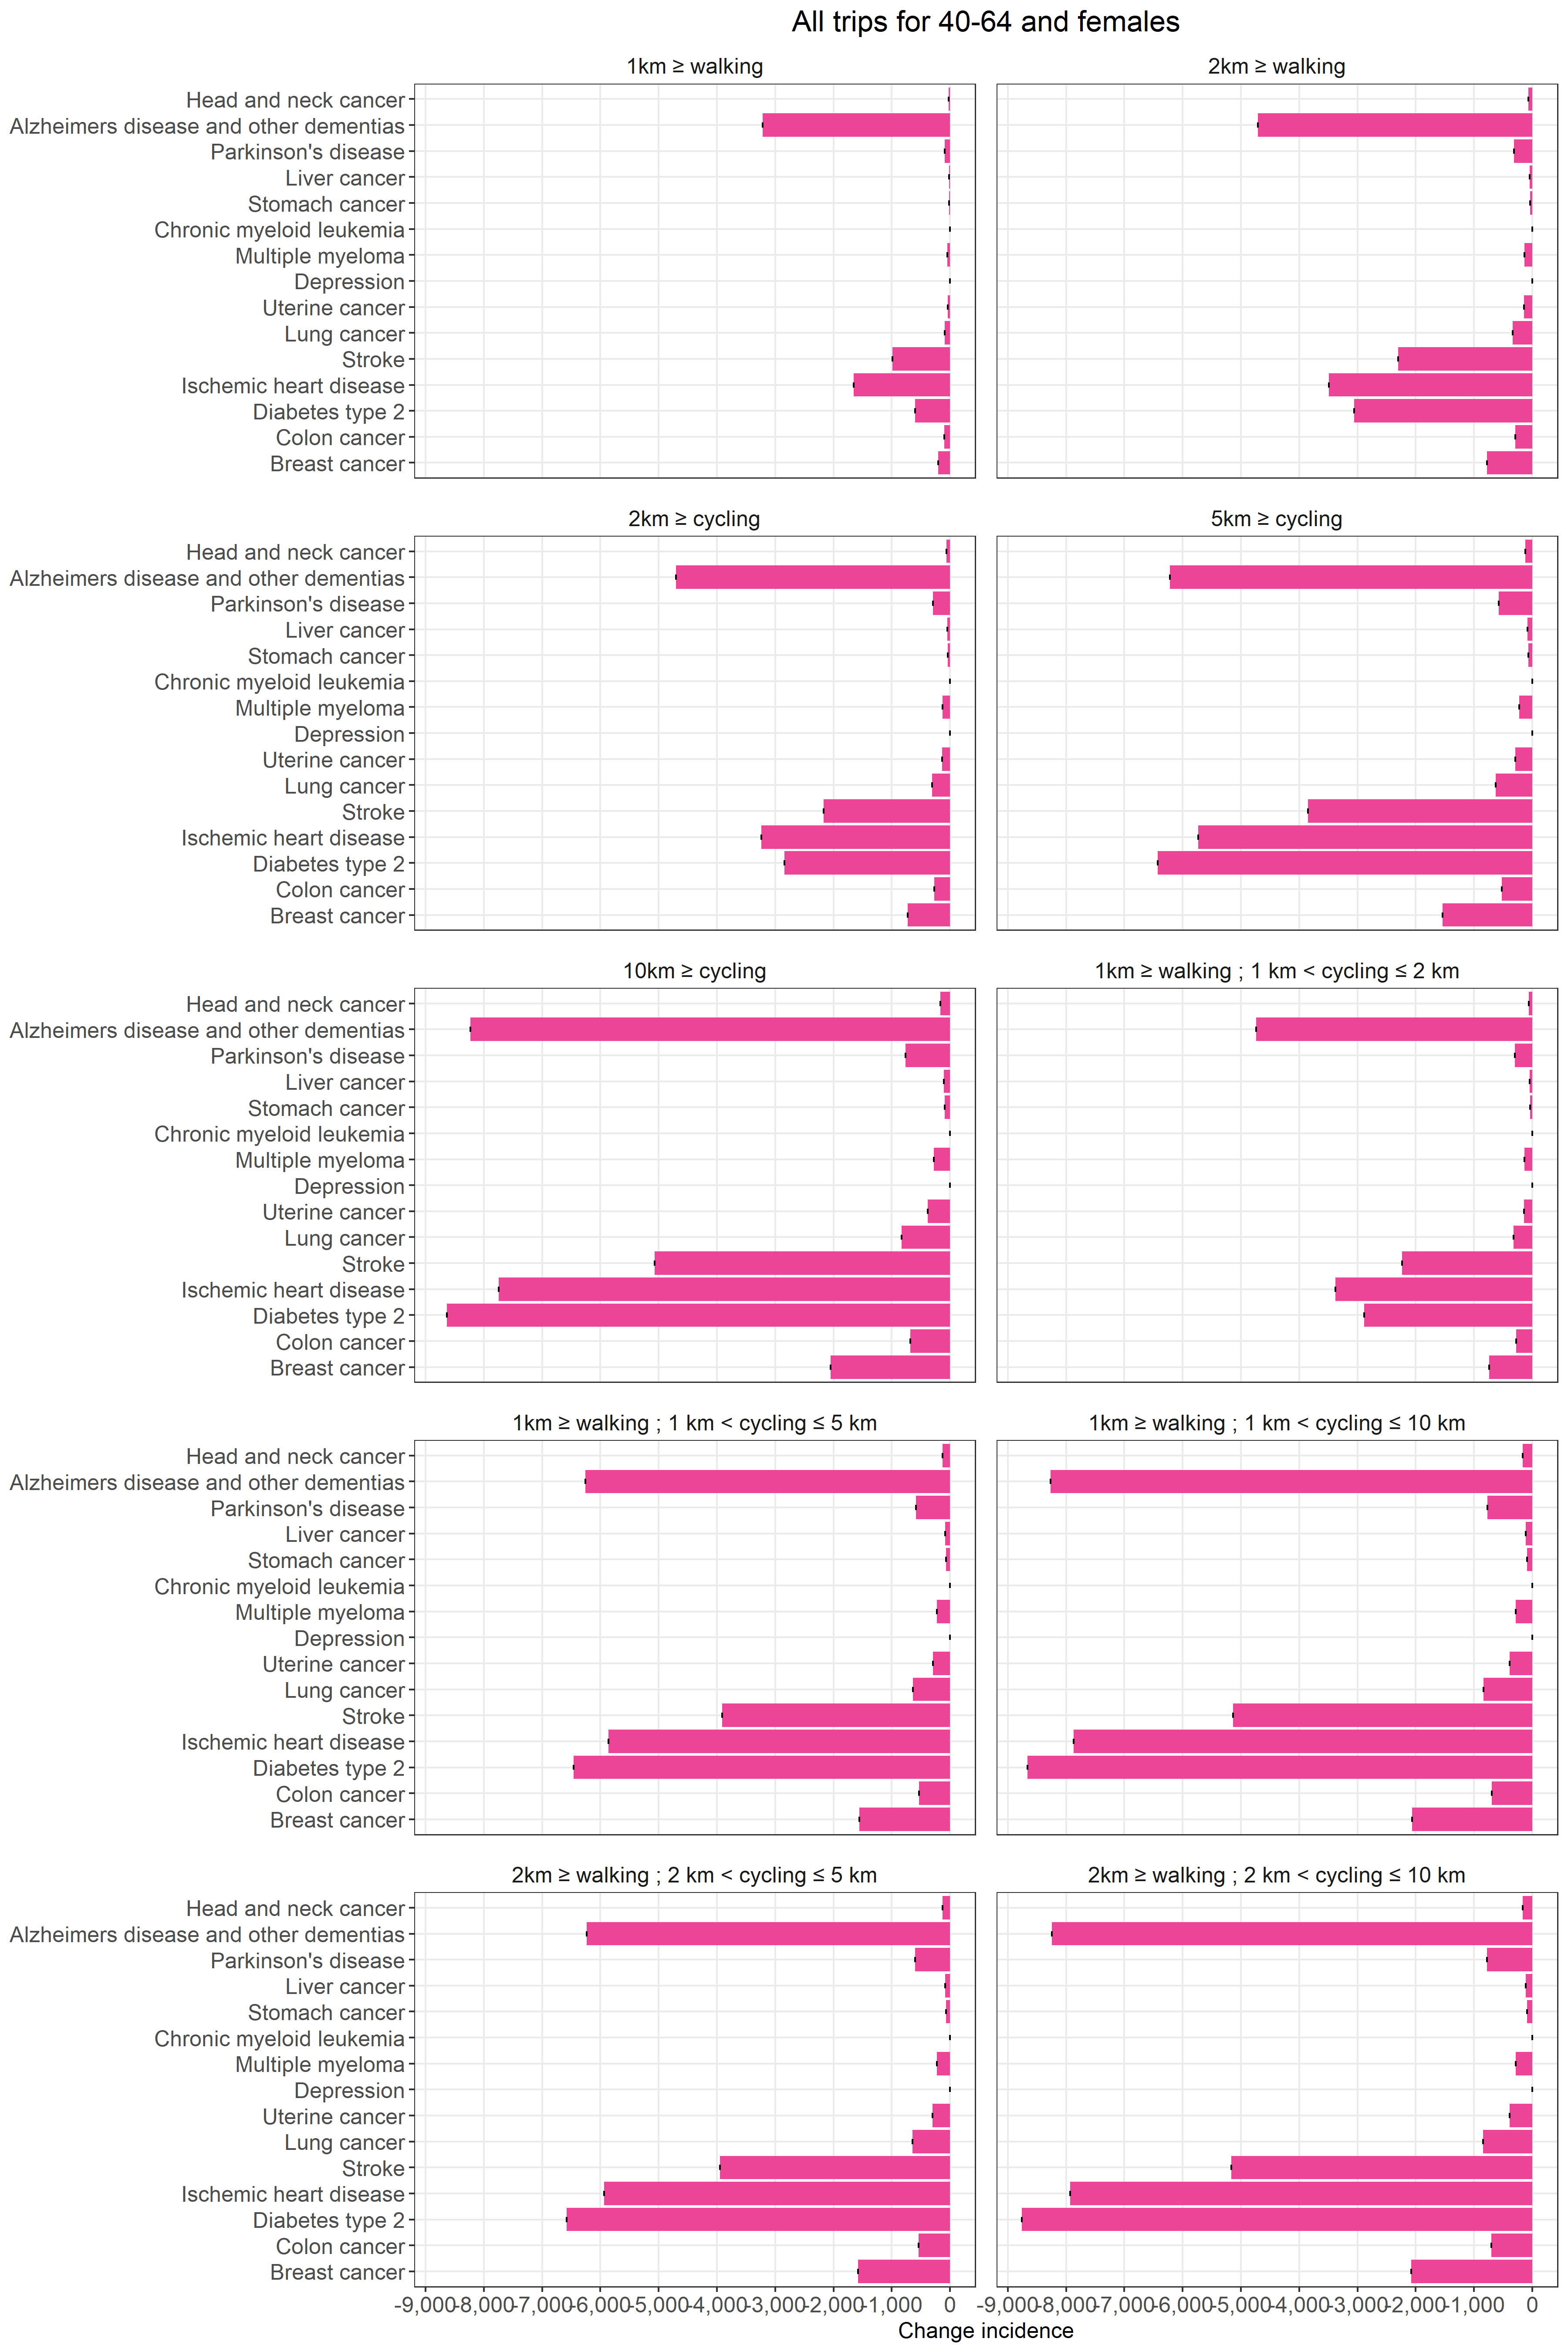 All trips for 40-64 and females
1km ≥ walking
2km ≥ walking
Head and neck cancer
Alzheimers disease and other dementias
Parkinson's disease
Liver cancer
Stomach cancer
Chronic myeloid leukemia
Multiple myeloma
Depression
Uterine cancer
Lung cancer
Stroke
Ischemic heart disease
Diabetes type 2
Colon cancer
Breast cancer
2km ≥ cycling
5km ≥ cycling
Head and neck cancer
Alzheimers disease and other dementias
Parkinson's disease
Liver cancer
Stomach cancer
Chronic myeloid leukemia
Multiple myeloma
Depression
Uterine cancer
Lung cancer
Stroke
Ischemic heart disease
Diabetes type 2
Colon cancer
Breast cancer
10km ≥ cycling
1km ≥ walking ; 1 km < cycling ≤ 2 km
Head and neck cancer
Alzheimers disease and other dementias
Parkinson's disease
Liver cancer
Stomach cancer
Chronic myeloid leukemia
Multiple myeloma
Depression
Uterine cancer
Lung cancer
Stroke
Ischemic heart disease
Diabetes type 2
Colon cancer
Breast cancer
1km ≥ walking ; 1 km < cycling ≤ 5 km
1km ≥ walking ; 1 km < cycling ≤ 10 km
Head and neck cancer
Alzheimers disease and other dementias
Parkinson's disease
Liver cancer
Stomach cancer
Chronic myeloid leukemia
Multiple myeloma
Depression
Uterine cancer
Lung cancer
Stroke
Ischemic heart disease
Diabetes type 2
Colon cancer
Breast cancer
2km ≥ walking ; 2 km < cycling ≤ 5 km
2km ≥ walking ; 2 km < cycling ≤ 10 km
Head and neck cancer
Alzheimers disease and other dementias
Parkinson's disease
Liver cancer
Stomach cancer
Chronic myeloid leukemia
Multiple myeloma
Depression
Uterine cancer
Lung cancer
Stroke
Ischemic heart disease
Diabetes type 2
Colon cancer
Breast cancer
-9,000 -8,000 -7,000 -6,000 -5,000 -4,000 -3,000 -2,000 -1,000 0
-9,000 -8,000 -7,000 -6,000 -5,000 -4,000 -3,000 -2,000 -1,000 0
Change incidence